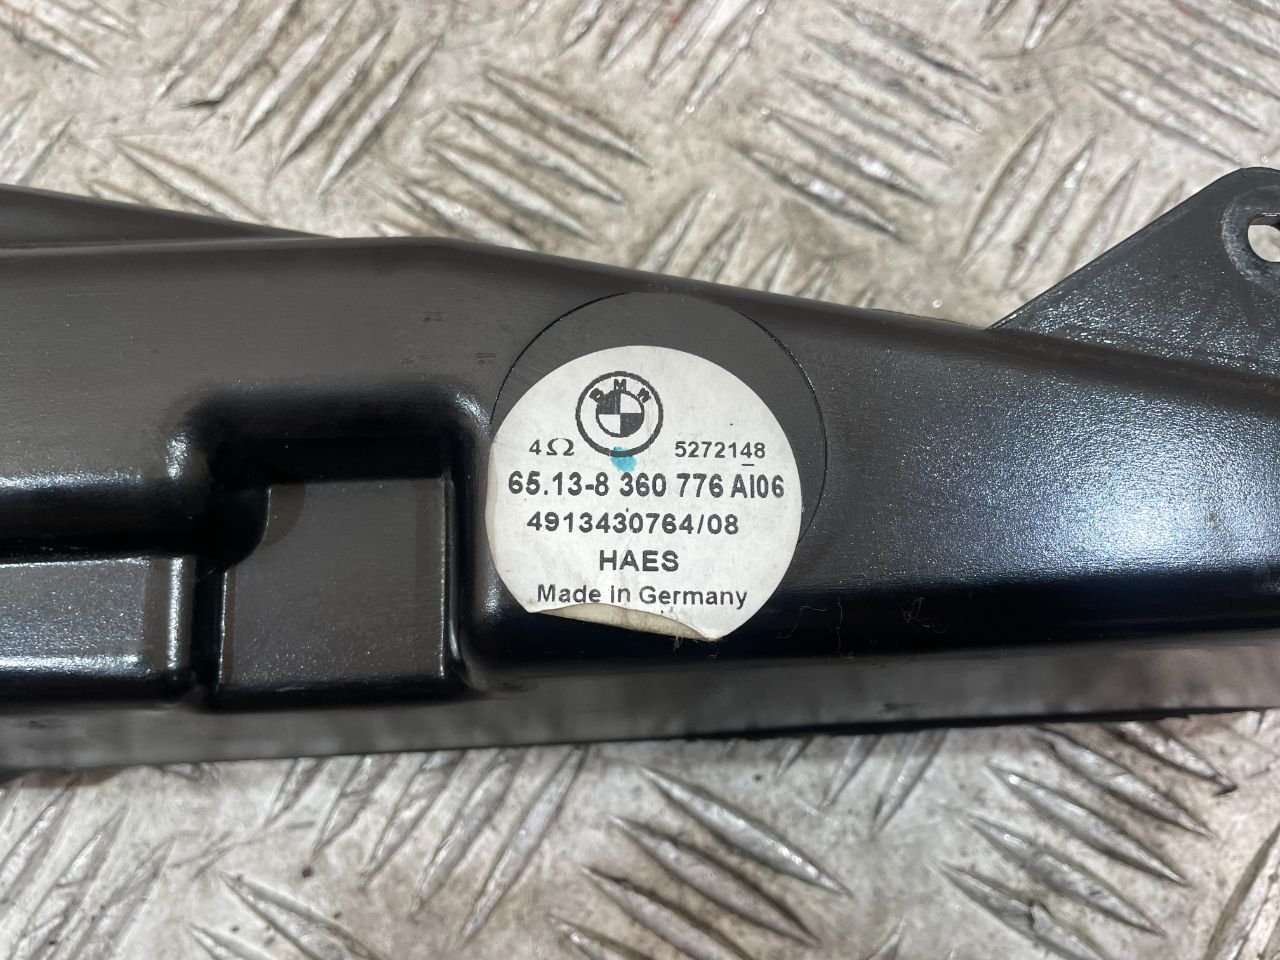 BMW
4Ω 5272148
65.13-8 360 776 AI06
4913430764/08
HAES
Made in Germany